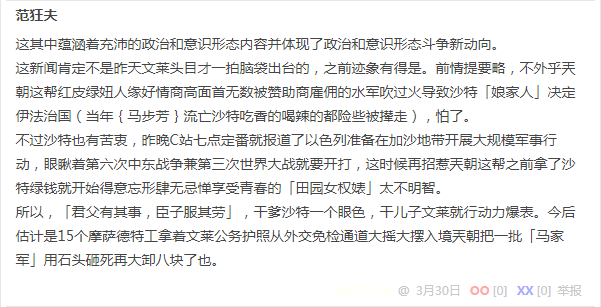 范狂夫
这其中蕴涵着充沛的政治和意识形态内容并体现了政治和意识形态斗争新动向。
这新闻肯定不是昨天文莱头目才一拍脑袋出台的，之前迹象有得是。前情提要略，不外乎天
朝这帮红皮绿妞人缘好情商高面首无数被赞助商雇佣的水军吹过火导致沙特「娘家人」决定
伊法治国（当年｛马步芳｝流亡沙特吃香的喝辣的都险些被撵走），怕了。
不过沙特也有苦衷，昨晚C站七点定番就报道了以色列准备在加沙地带开展大规模军事行
动，眼瞅着第六次中东战争兼第三次世界大战就要开打，这时候再招惹天朝这帮之前拿了沙
特绿钱就开始得意忘形肆无忌惮享受青春的「田园女权婊」太不明智。
所以，「君父有其事，臣子服其劳」，干爹沙特一个眼色，干儿子文莱就行动力爆表。今后
估计是15个摩萨德特工拿着文莱公务护照从外交免检通道大摇大摆入境天朝把一批「马家
军」用石头砸死再大卸八块了也。
@ 3月30日 OO [0] XX [0] 举报